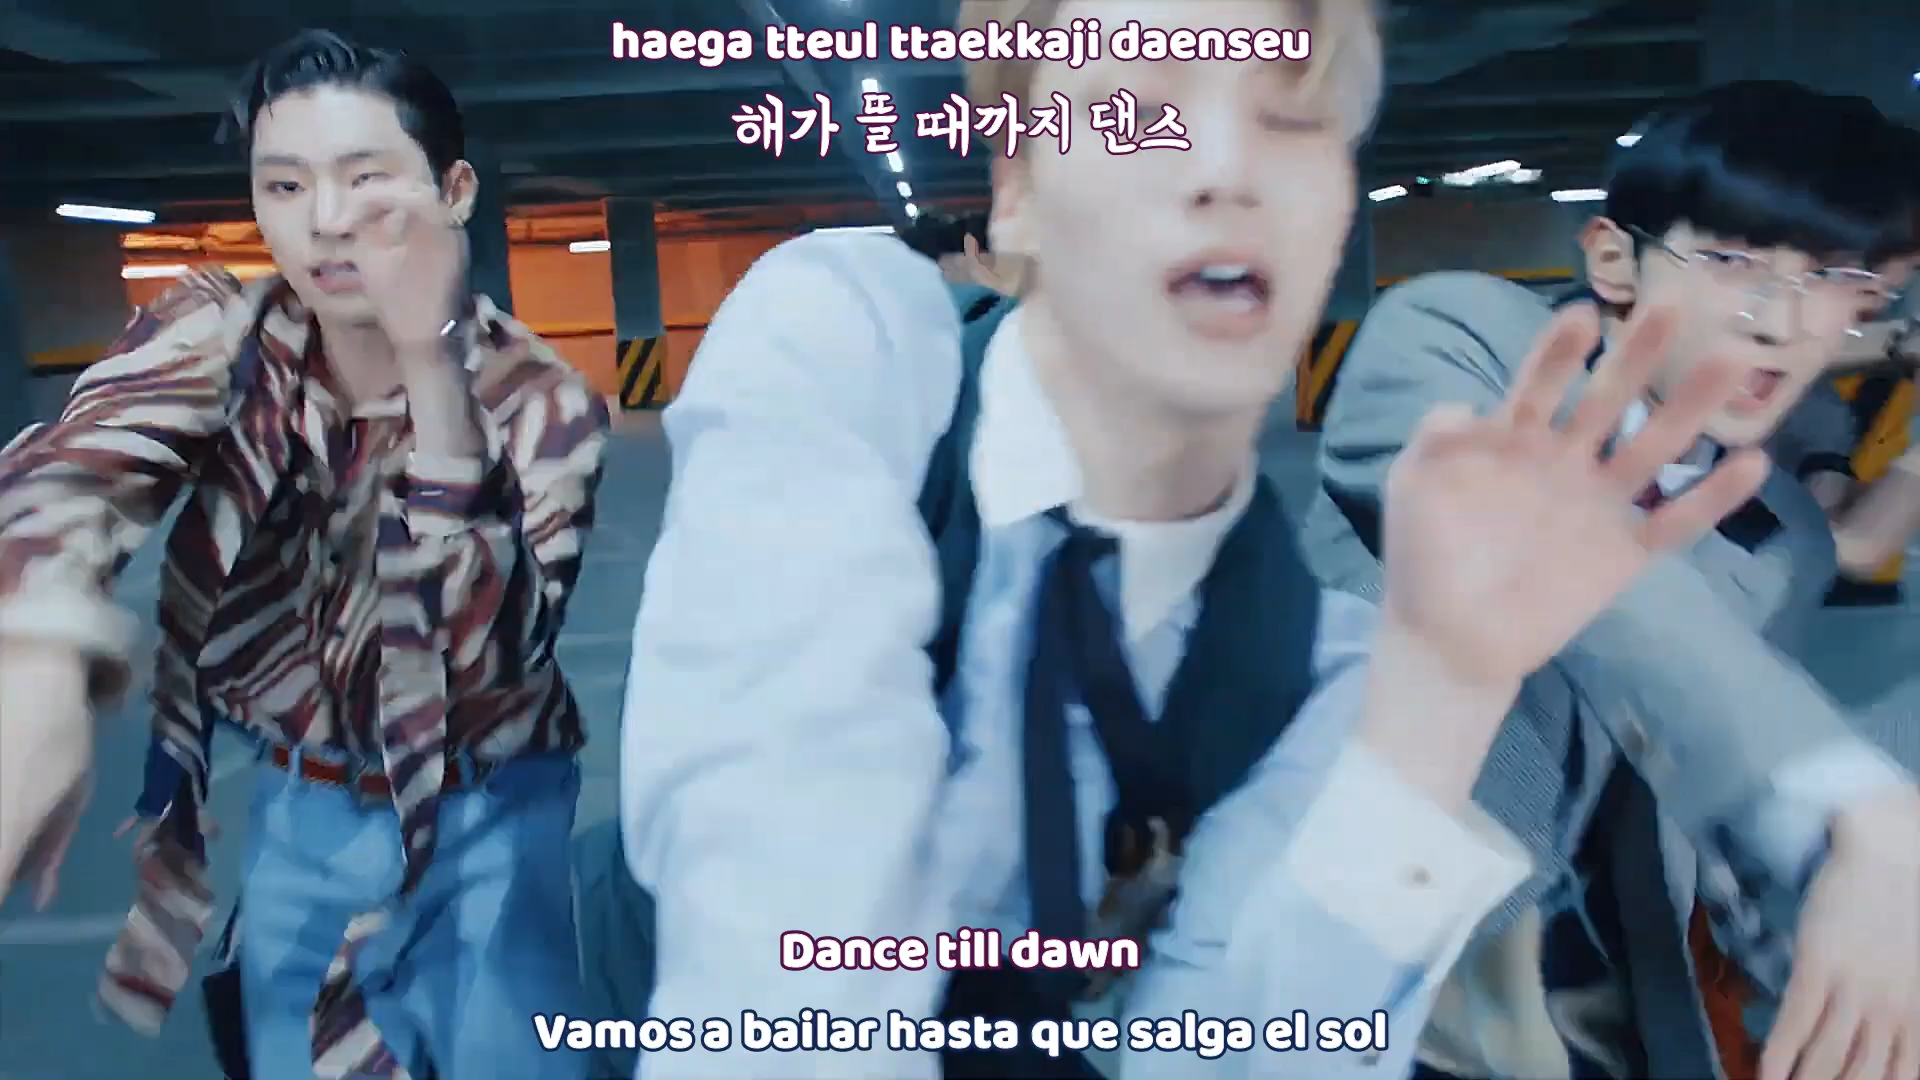 haega tteul ttaekkaji daenseu
해가 뜰 때까지 댄스
Dance till dawn
Vamos a bailar hasta que salga el sol